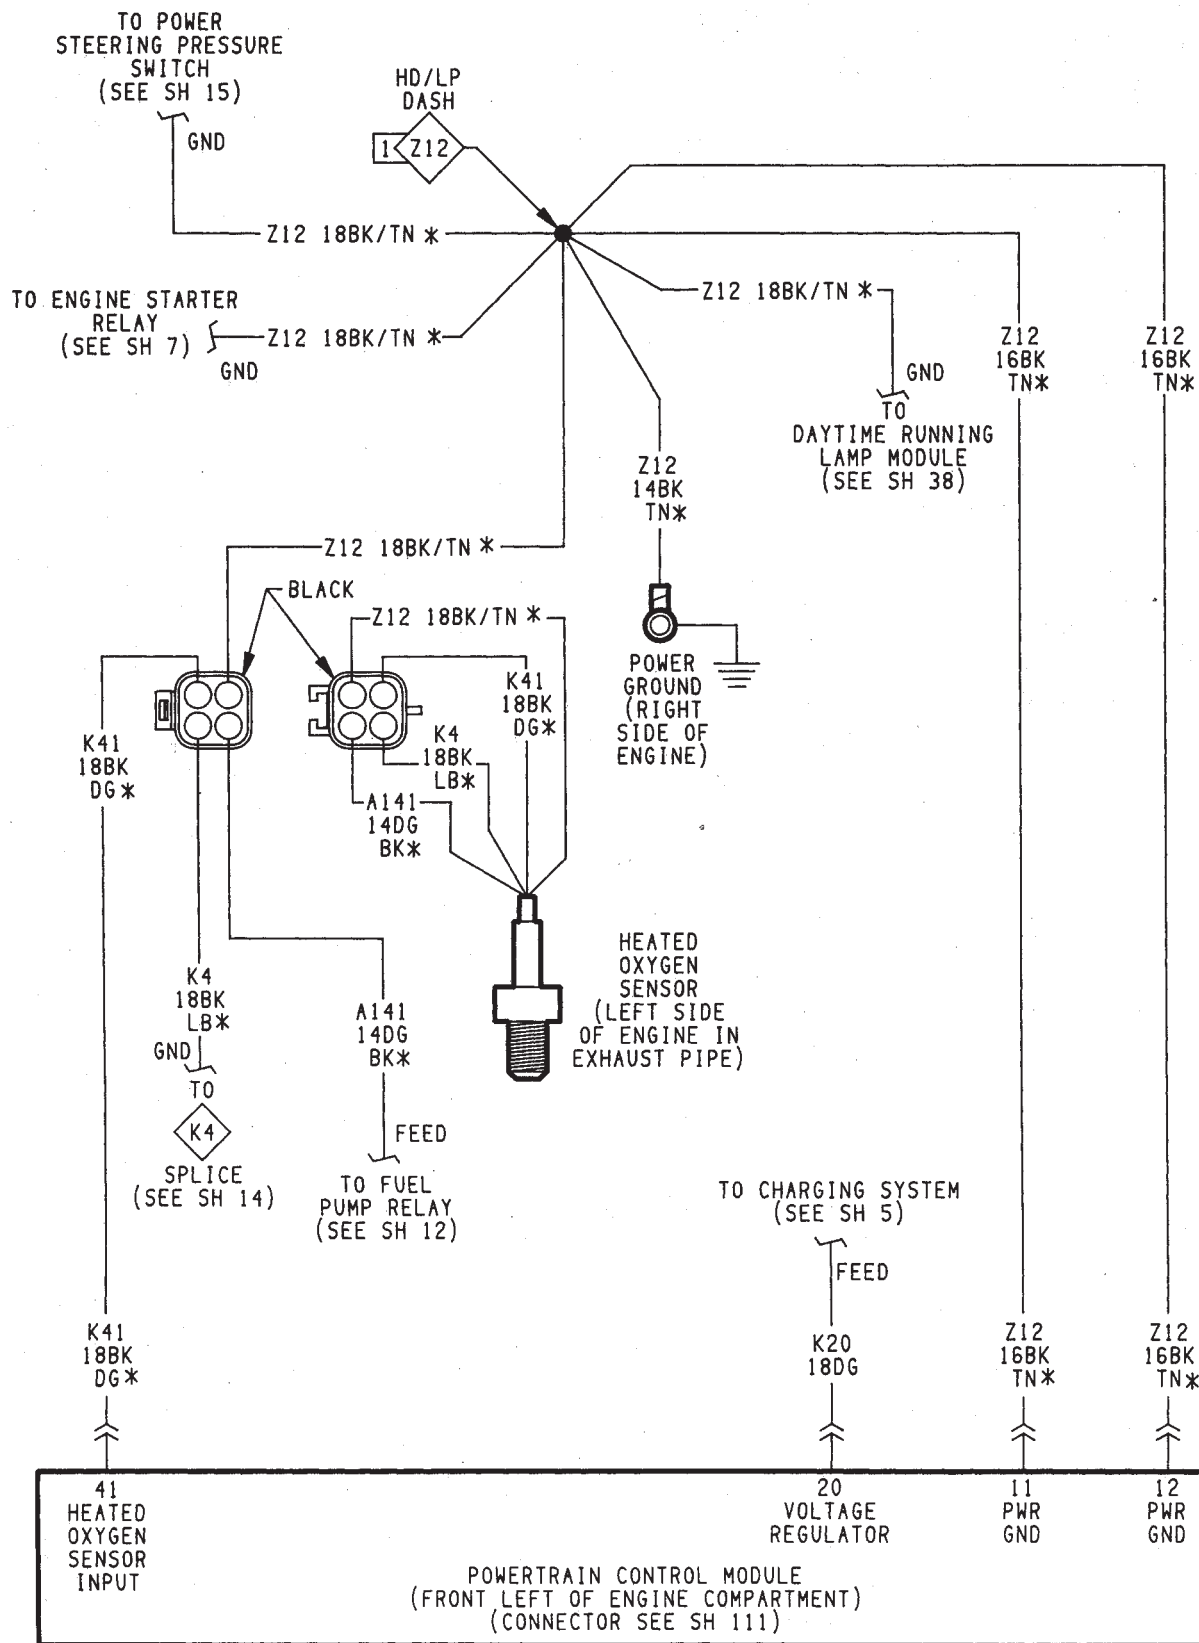 TO POWER
STEERING PRESSURE
SWITCH
(SEE SH 15)
GND
HD/LP
DASH
1 Z12
Z12 18BK/TN *
TO ENGINE STARTER
RELAY
(SEE SH 7)
Z12 18BK/TN *
GND
Z12 18BK/TN *
GND
TO
DAYTIME RUNNING
LAMP MODULE
(SEE SH 38)
Z12
16BK
TN*
Z12
16BK
TN*
Z12
14BK
TN*
Z12 18BK/TN *
BLACK
Z12 18BK/TN *
POWER
GROUND
(RIGHT
SIDE OF
ENGINE)
K41
18BK
DG*
K41
18BK
DG*
K4
18BK
LB*
A141
14DG
BK*
HEATED
OXYGEN
SENSOR
(LEFT SIDE
OF ENGINE IN
EXHAUST PIPE)
K4
18BK
LB*
GND
TO
K4
SPLICE
(SEE SH 14)
A141
14DG
BK*
FEED
TO FUEL
PUMP RELAY
(SEE SH 12)
TO CHARGING SYSTEM
(SEE SH 5)
FEED
K41
18BK
DG*
K20
18DG
Z12
16BK
TN*
Z12
16BK
TN*
41
HEATED
OXYGEN
SENSOR
INPUT
20
VOLTAGE
REGULATOR
11
PWR
GND
12
PWR
GND
POWERTRAIN CONTROL MODULE
(FRONT LEFT OF ENGINE COMPARTMENT)
(CONNECTOR SEE SH 111)